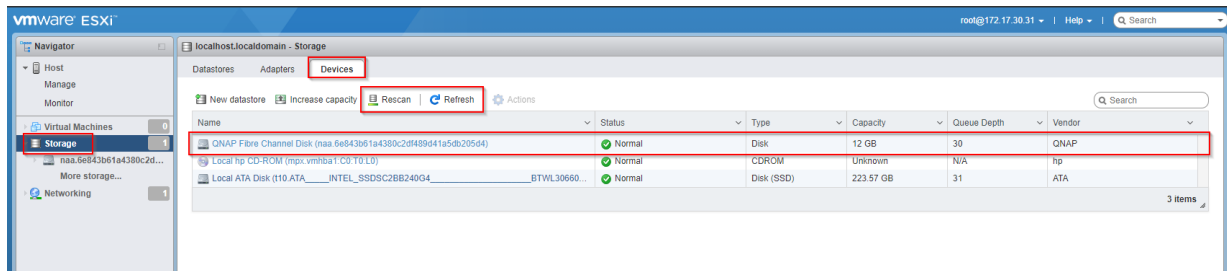 vmware ESXi™
root@172.17.30.31 | Help | Search
Navigator
localhost.localdomain - Storage
Host
Manage
Monitor
Virtual Machines 0
Storage 1
naa.6e843b61a4380c2d...
More storage...
Networking 1
Datastores Adapters Devices
New datastore Increase capacity Rescan | Refresh Actions
Search
Name Status Type Capacity Queue Depth Vendor
QNAP Fibre Channel Disk (naa.6e843b61a4380c2df489d41a5db205d4) Normal Disk 12 GB 30 QNAP
Local hp CD-ROM (mpx.vmhba1:C0:T0:L0) Normal CDROM Unknown N/A hp
Local ATA Disk (t10.ATA_____INTEL_SSDSC2BB240G4__________________________BTWL30660... Normal Disk (SSD) 223.57 GB 31 ATA
3 items